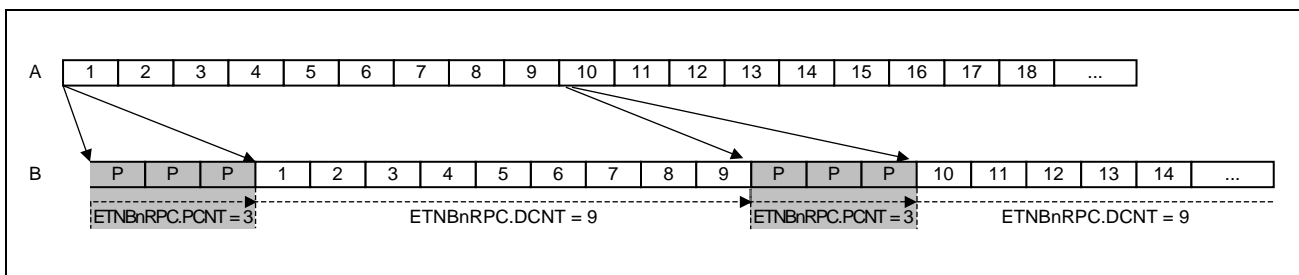 A 1 2 3 4 5 6 7 8 9 10 11 12 13 14 15 16 17 18 ...
B P P P 1 2 3 4 5 6 7 8 9 P P P 10 11 12 13 14 ...
ETNBnRPC.PCNT = 3 ETNBnRPC.DCNT = 9 ETNBnRPC.PCNT = 3 ETNBnRPC.DCNT = 9